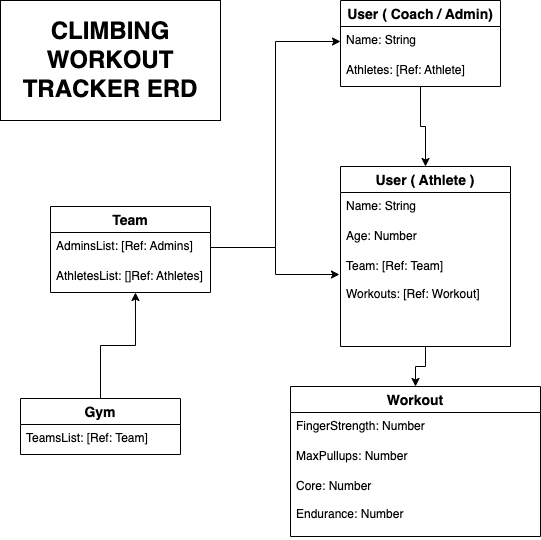 CLIMBING
WORKOUT
TRACKER ERD
User ( Coach / Admin)
Name: String
Athletes: [Ref: Athlete]
User ( Athlete )
Name: String
Age: Number
Team: [Ref: Team]
Workouts: [Ref: Workout]
Team
AdminsList: [Ref: Admins]
AthletesList: []Ref: Athletes]
Gym
TeamsList: [Ref: Team]
Workout
FingerStrength: Number
MaxPullups: Number
Core: Number
Endurance: Number